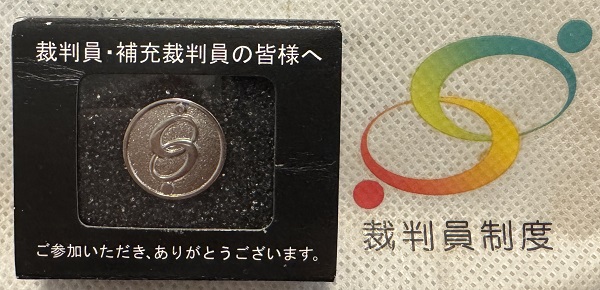 裁判員・補充裁判員の皆様へ
ご参加いただき、ありがとうございます。
裁判員制度